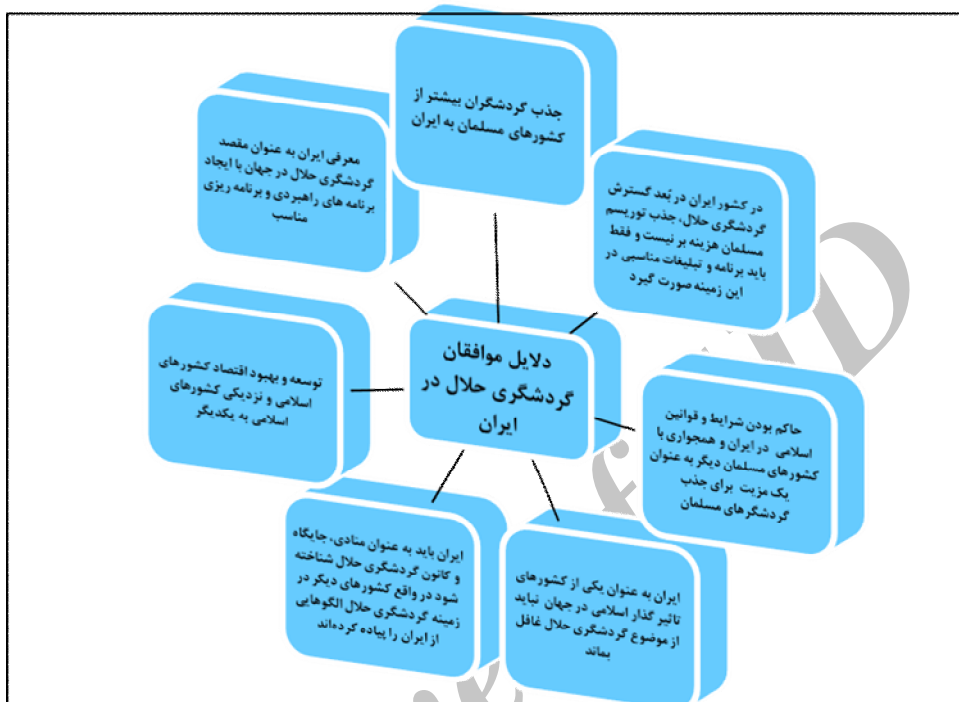 جذب گردشگران بیشتر از
کشورهای مسلمان به ایران
در کشور ایران در بُعد گسترش
گردشگری حلال، جذب توریسم
مسلمان هزینه بر نیست و فقط
باید برنامه و تبلیغات مناسبی در
این زمینه صورت گیرد
حاکم بودن شرایط و قوانین
اسلامی در ایران و همجواری با
کشورهای مسلمان دیگر به عنوان
یک مزیت برای جذب
گردشگرهای مسلمان
ایران به عنوان یکی از کشورهای
تاثیر گذار اسلامی در جهان نباید
از موضوع گردشگری حلال غافل
بماند
ایران باید به عنوان منادی، جایگاه
و کانون گردشگری حلال شناخته
شود در واقع کشورهای دیگر در
زمینه گردشگری حلال الگوهایی
از ایران را پیاده کرده‌اند
توسعه و بهبود اقتصاد کشورهای
اسلامی و نزدیکی کشورهای
اسلامی به یکدیگر
معرفی ایران به عنوان مقصد
گردشگری حلال در جهان با ایجاد
برنامه های راهبردی و برنامه ریزی
مناسب
دلایل موافقان
گردشگری حلال در
ایران